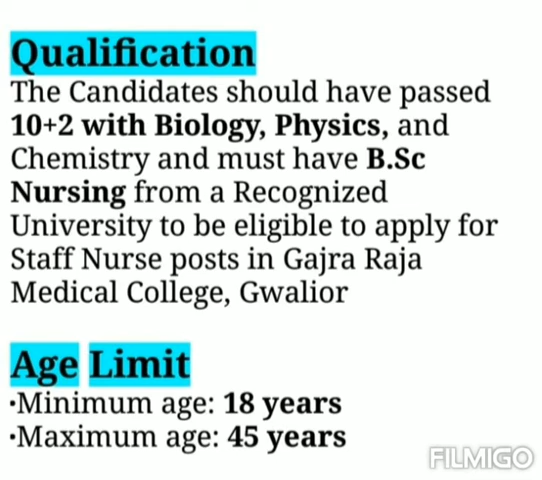 Qualification
The Candidates should have passed
10+2 with Biology, Physics, and
Chemistry and must have B.Sc
Nursing from a Recognized
University to be eligible to apply for
Staff Nurse posts in Gajra Raja
Medical College, Gwalior
Age Limit
·Minimum age: 18 years
·Maximum age: 45 years
FILMIGO